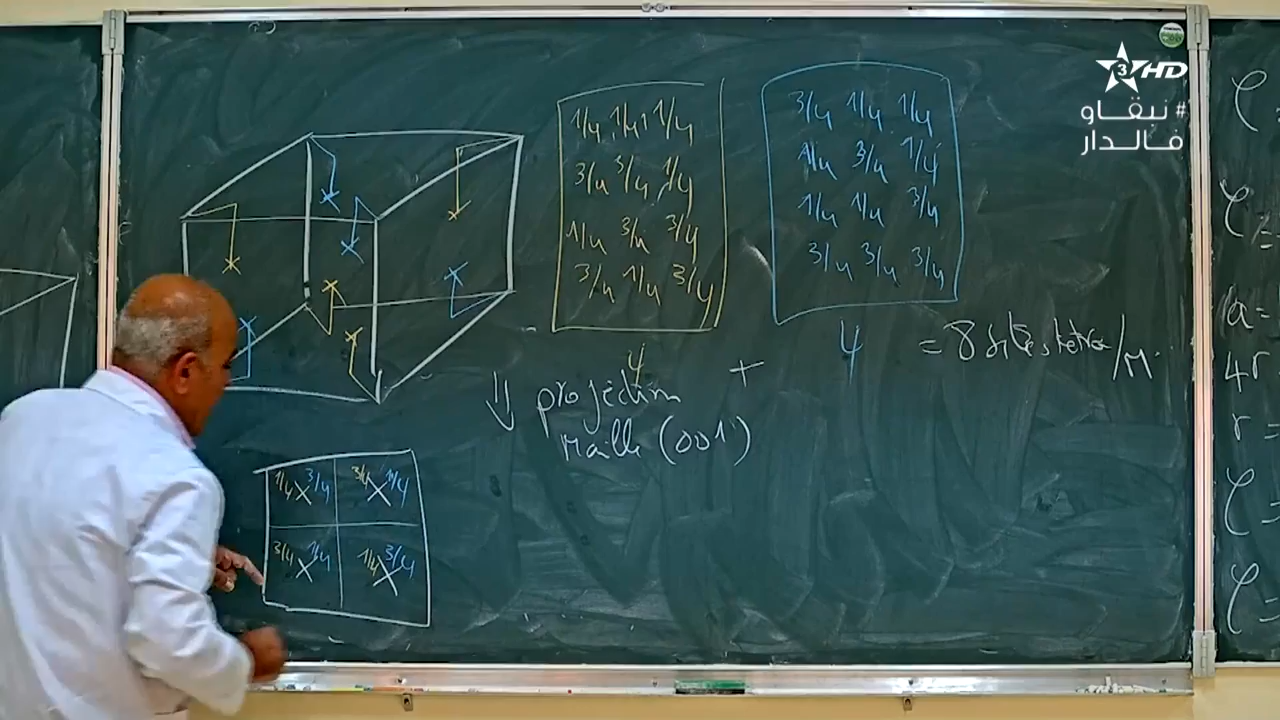 3 HD
# نبقاو
فالدار
1/4, 1/4, 1/4
3/4 3/4 1/4
1/4 3/4 3/4
3/4 1/4 3/4
4
+
3/4 1/4 1/4
1/4 3/4 1/4
1/4 1/4 3/4
3/4 3/4 3/4
4
= 8 sites tetra/M.
⇓ projection
Maille (001)
1/4 X 3/4 3/4 X 1/4
3/4 X 1/4 1/4 X 3/4
a=
4r
r =